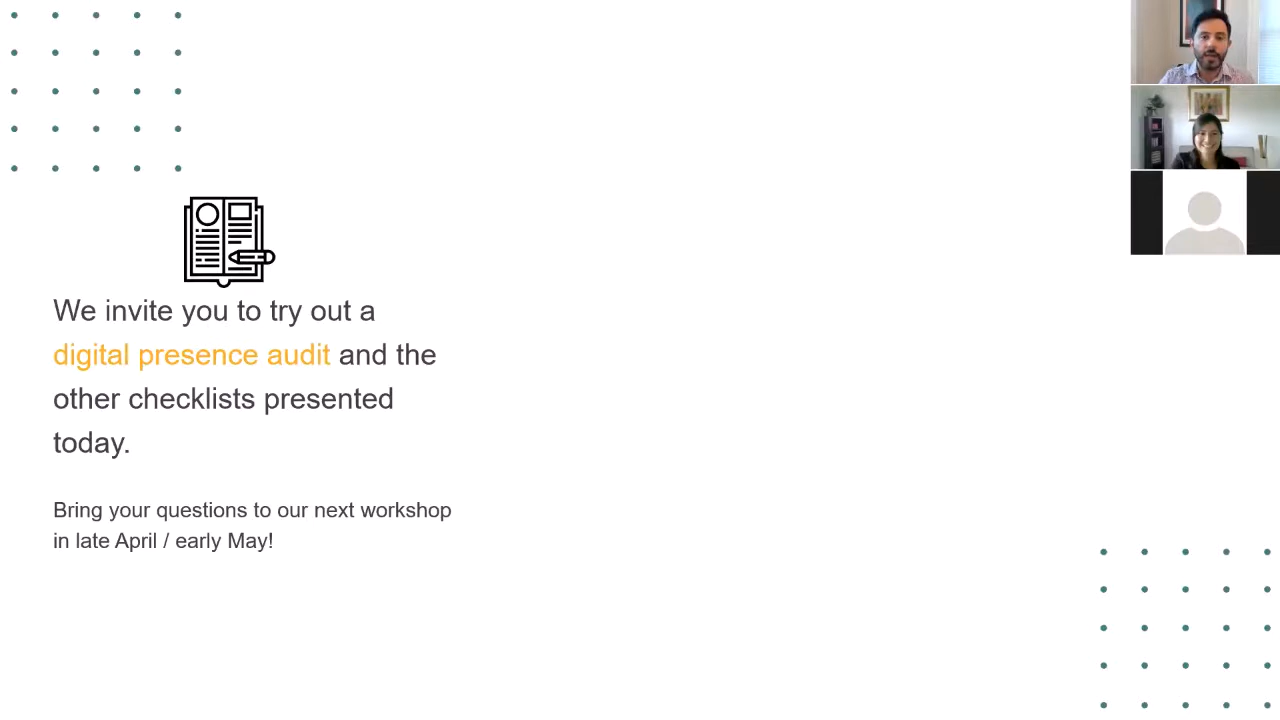 We invite you to try out a
digital presence audit and the
other checklists presented
today.
Bring your questions to our next workshop
in late April / early May!